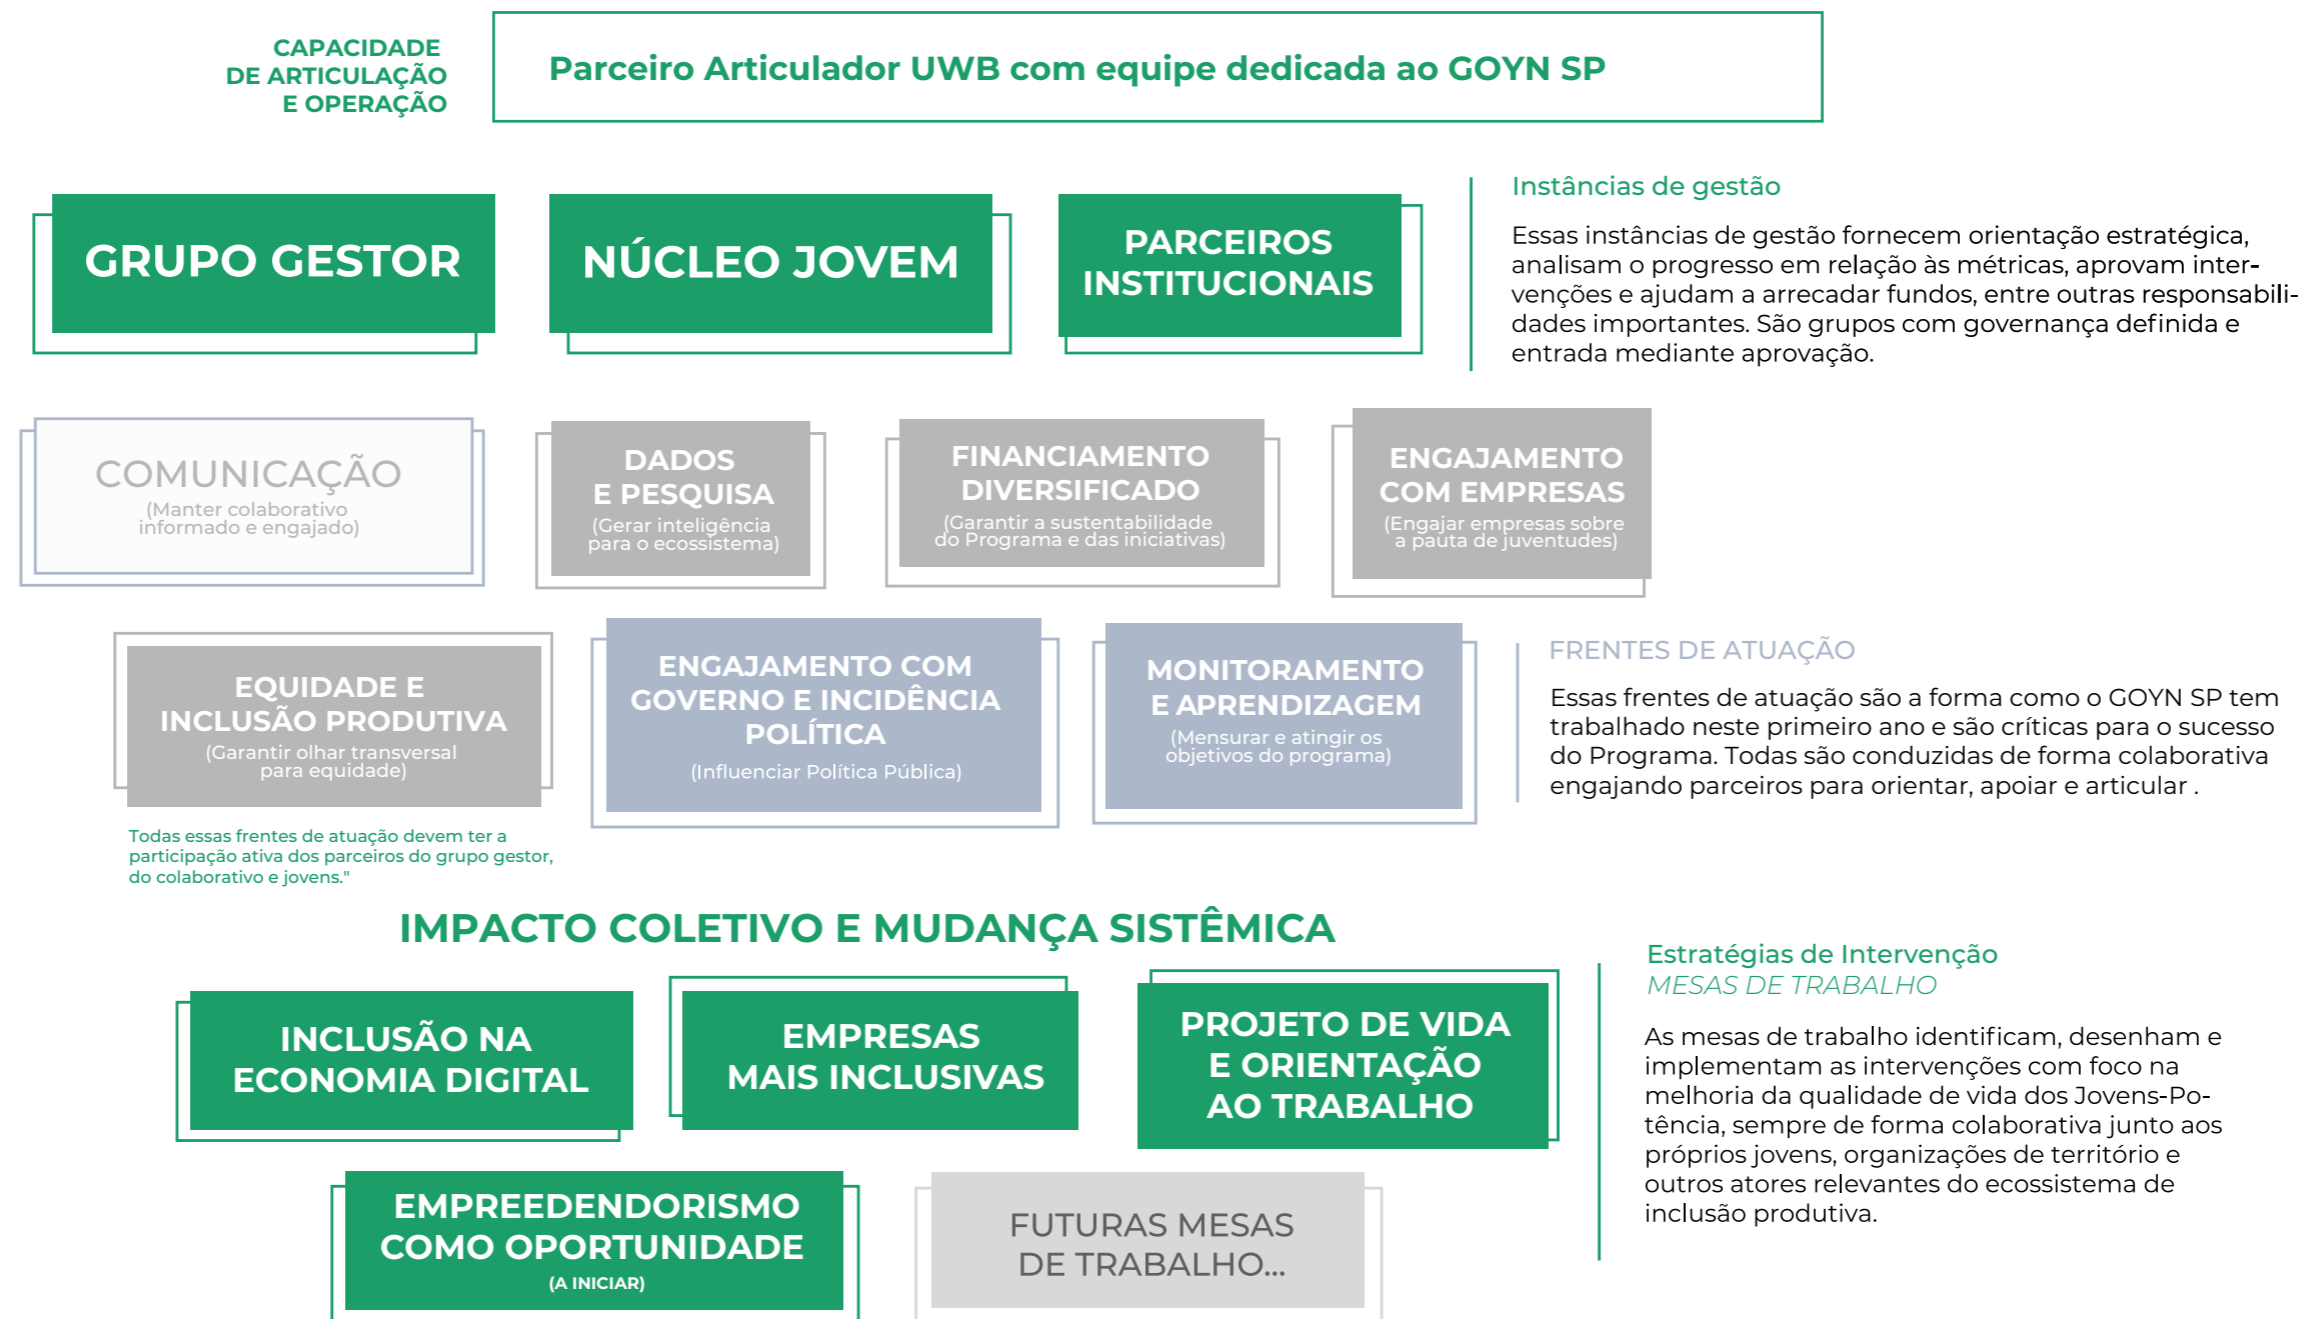 CAPACIDADE
DE ARTICULAÇÃO
E OPERAÇÃO
Parceiro Articulador UWB com equipe dedicada ao GOYN SP
GRUPO GESTOR
NÚCLEO JOVEM
PARCEIROS
INSTITUCIONAIS
Instâncias de gestão
Essas instâncias de gestão fornecem orientação estratégica,
analisam o progresso em relação às métricas, aprovam inter-
venções e ajudam a arrecadar fundos, entre outras responsabili-
dades importantes. São grupos com governança definida e
entrada mediante aprovação.
COMUNICAÇÃO
(Manter colaborativo
informado e engajado)
DADOS
E PESQUISA
(Gerar inteligência
para o ecossistema)
FINANCIAMENTO
DIVERSIFICADO
(Garantir a sustentabilidade
do Programa e das iniciativas)
ENGAJAMENTO
COM EMPRESAS
(Engajar empresas sobre
a pauta de juventudes)
EQUIDADE E
INCLUSÃO PRODUTIVA
(Garantir olhar transversal
para equidade)
ENGAJAMENTO COM
GOVERNO E INCIDÊNCIA
POLÍTICA
(Influenciar Política Pública)
MONITORAMENTO
E APRENDIZAGEM
(Mensurar e atingir os
objetivos do programa)
FRENTES DE ATUAÇÃO
Essas frentes de atuação são a forma como o GOYN SP tem
trabalhado neste primeiro ano e são críticas para o sucesso
do Programa. Todas são conduzidas de forma colaborativa
engajando parceiros para orientar, apoiar e articular .
Todas essas frentes de atuação devem ter a
participação ativa dos parceiros do grupo gestor,
do colaborativo e jovens."
IMPACTO COLETIVO E MUDANÇA SISTÊMICA
INCLUSÃO NA
ECONOMIA DIGITAL
EMPRESAS
MAIS INCLUSIVAS
PROJETO DE VIDA
E ORIENTAÇÃO
AO TRABALHO
EMPREEDENDORISMO
COMO OPORTUNIDADE
(A INICIAR)
FUTURAS MESAS
DE TRABALHO...
Estratégias de Intervenção
MESAS DE TRABALHO
As mesas de trabalho identificam, desenham e
implementam as intervenções com foco na
melhoria da qualidade de vida dos Jovens-Po-
tência, sempre de forma colaborativa junto aos
próprios jovens, organizações de território e
outros atores relevantes do ecossistema de
inclusão produtiva.